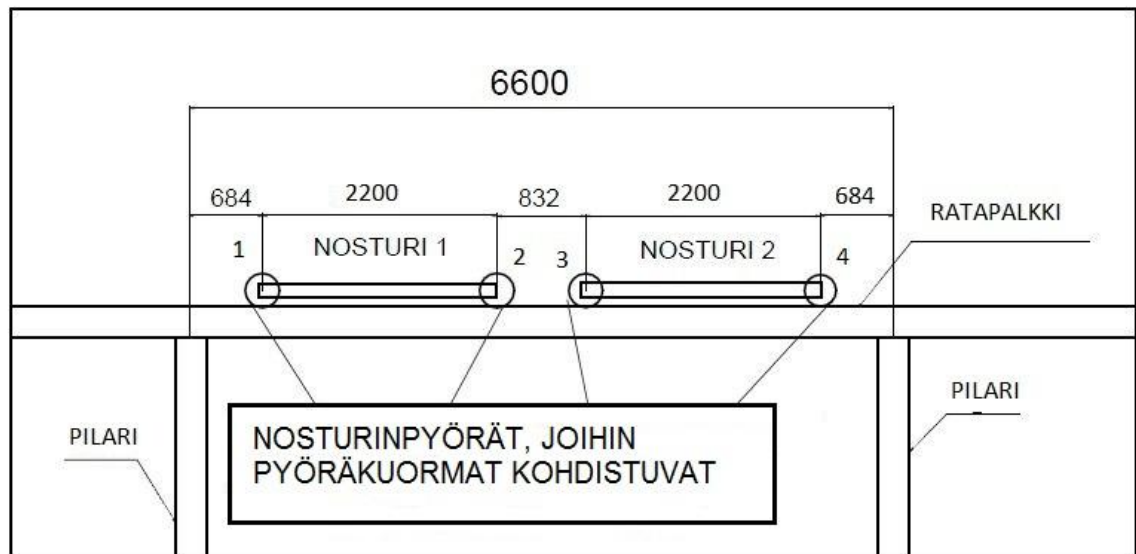 6600
684
2200
832
2200
684
RATAPALKKI
1
NOSTURI 1
2
3
NOSTURI 2
4
PILARI
NOSTURINPYÖRÄT, JOIHIN
PYÖRÄKUORMAT KOHDISTUVAT
PILARI